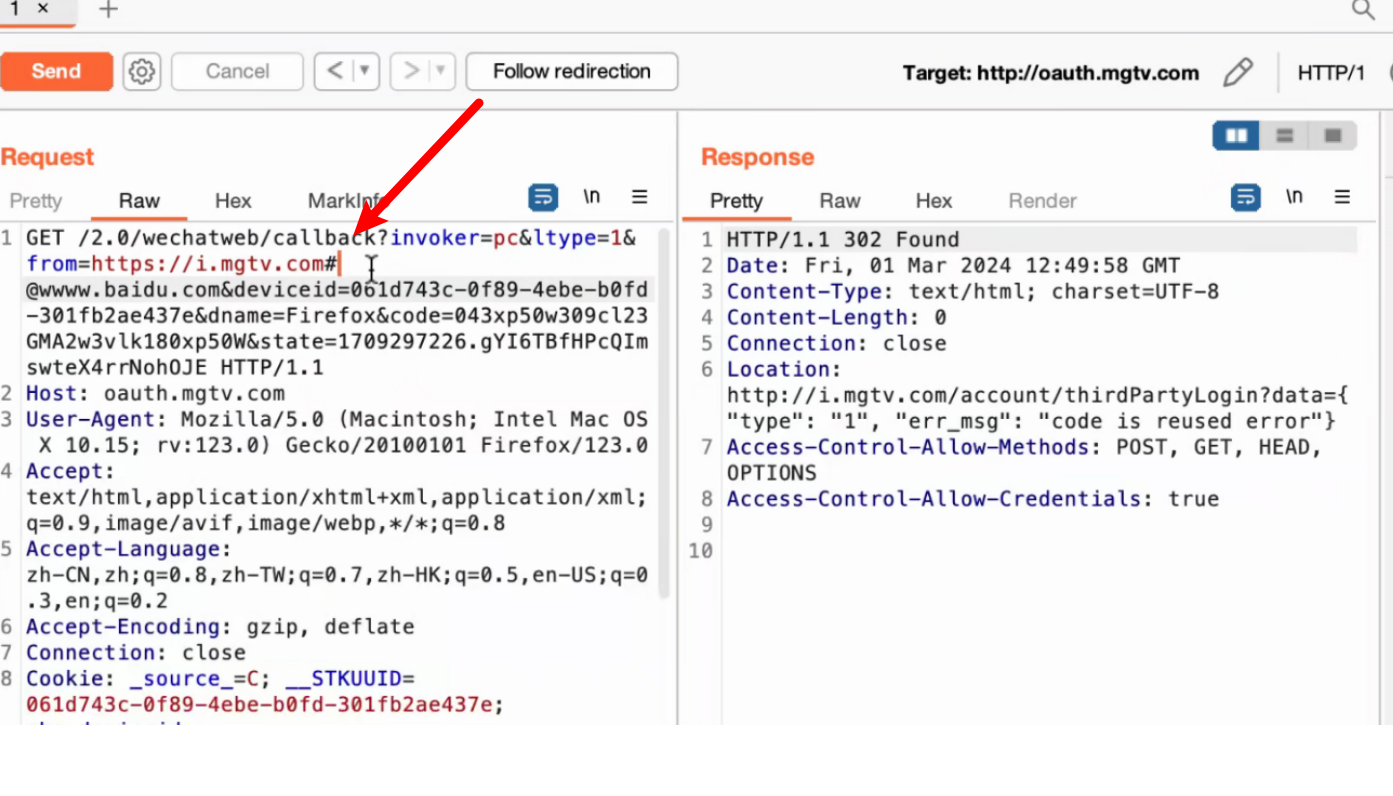 1 ×
Send Cancel < > Follow redirection Target: http://oauth.mgtv.com HTTP/1
Request
Pretty Raw Hex \n
1 GET /2.0/wechatweb/callback?invoker=pc&ltype=1&
from=https://i.mgtv.com#
@wwww.baidu.com&deviceid=061d743c-0f89-4ebe-b0fd
-301fb2ae437e&dname=Firefox&code=043xp50w309cl23
GMA2w3vlk180xp50W&state=1709297226.gYI6TBfHPcQIm
swteX4rrNohOJE HTTP/1.1
2 Host: oauth.mgtv.com
3 User-Agent: Mozilla/5.0 (Macintosh; Intel Mac OS
X 10.15; rv:123.0) Gecko/20100101 Firefox/123.0
4 Accept:
text/html,application/xhtml+xml,application/xml;
q=0.9,image/avif,image/webp,*/*;q=0.8
5 Accept-Language:
zh-CN,zh;q=0.8,zh-TW;q=0.7,zh-HK;q=0.5,en-US;q=0
.3,en;q=0.2
6 Accept-Encoding: gzip, deflate
7 Connection: close
8 Cookie: _source_=C; __STKUUID=
061d743c-0f89-4ebe-b0fd-301fb2ae437e;
Response
Pretty Raw Hex Render \n
1 HTTP/1.1 302 Found
2 Date: Fri, 01 Mar 2024 12:49:58 GMT
3 Content-Type: text/html; charset=UTF-8
4 Content-Length: 0
5 Connection: close
6 Location:
http://i.mgtv.com/account/thirdPartyLogin?data={
"type": "1", "err_msg": "code is reused error"}
7 Access-Control-Allow-Methods: POST, GET, HEAD,
OPTIONS
8 Access-Control-Allow-Credentials: true
9
10